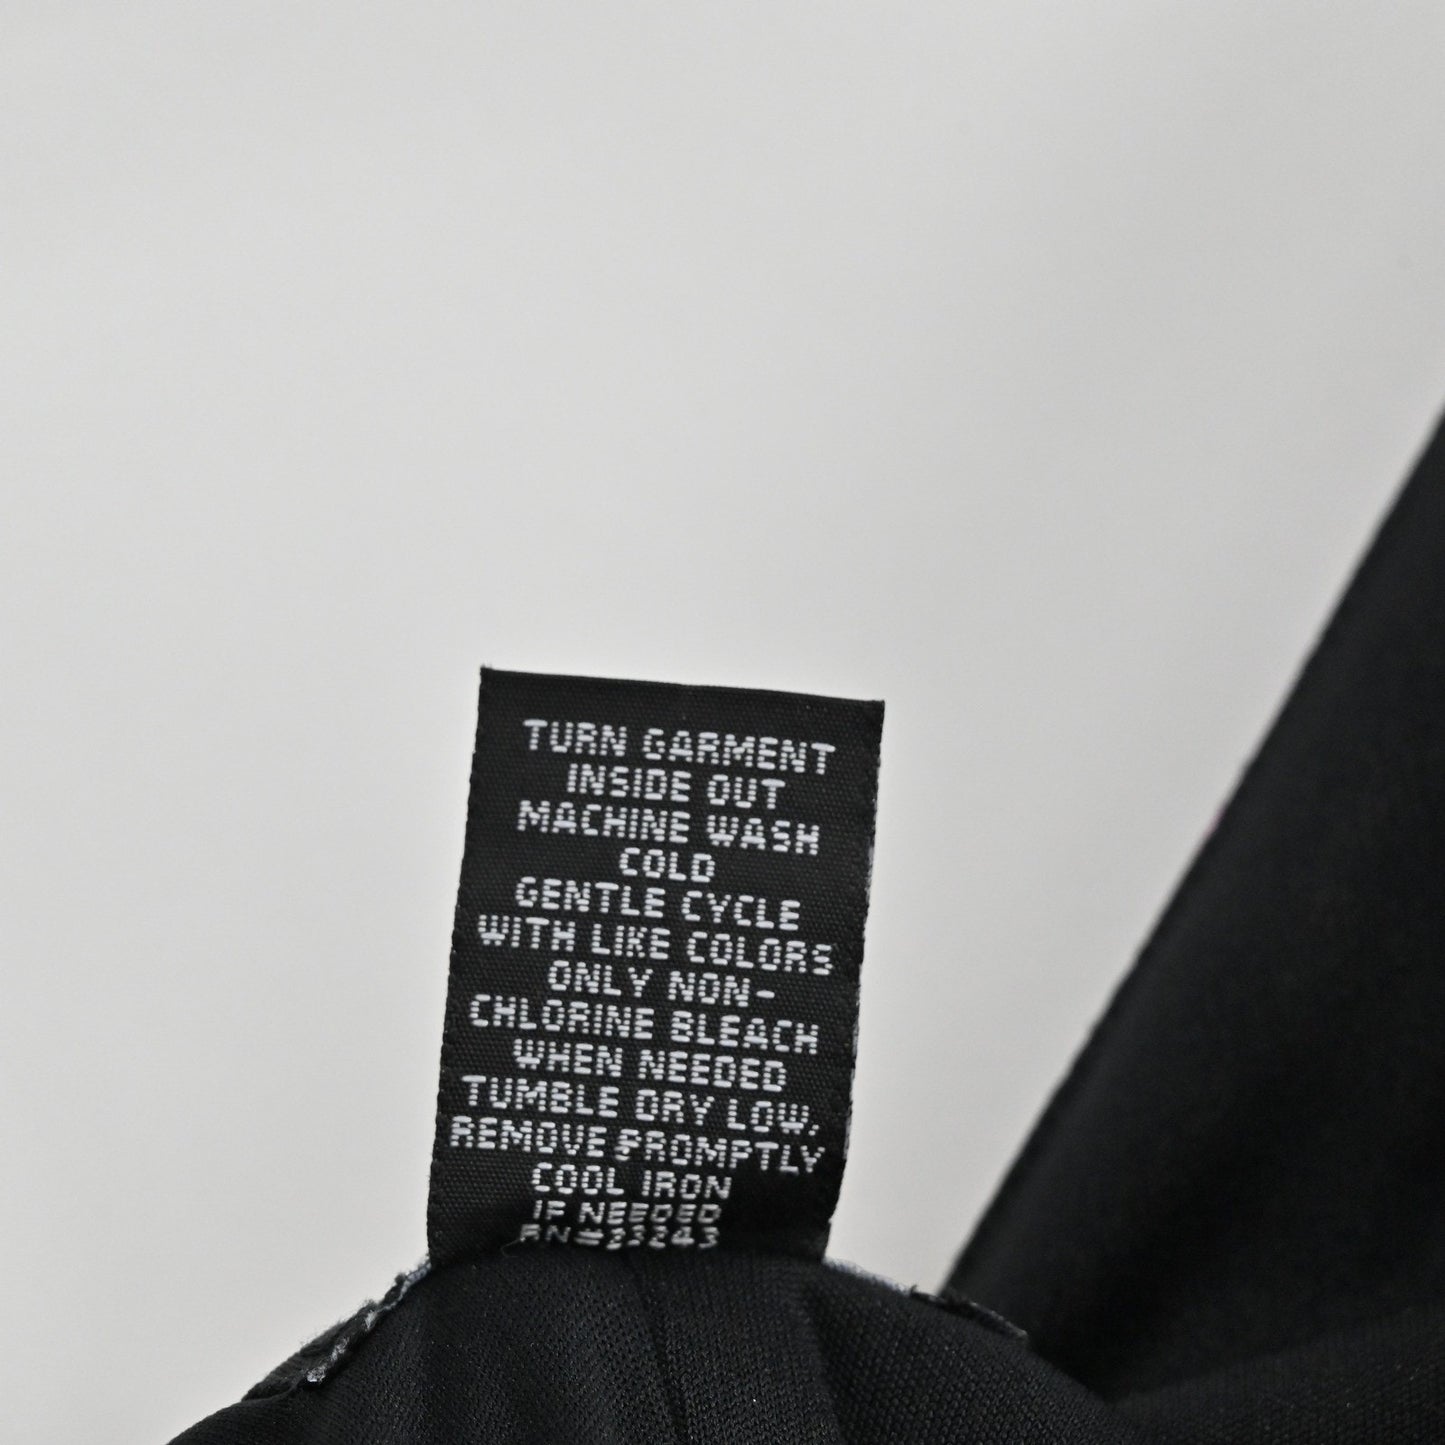 TURN GARMENT
INSIDE OUT
MACHINE WASH
COLD
GENTLE CYCLE
WITH LIKE COLORS
ONLY NON-
CHLORINE BLEACH
WHEN NEEDED
TUMBLE DRY LOW,
REMOVE PROMPTLY
COOL IRON
IF NEEDED